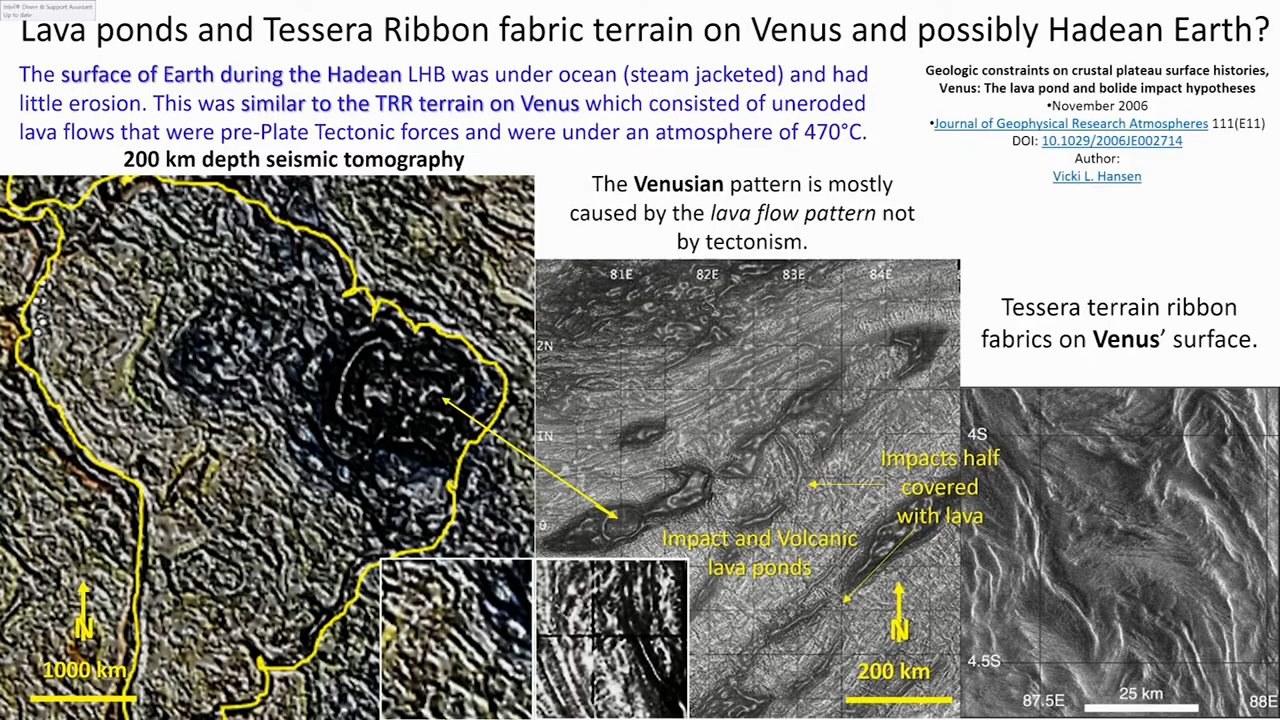 Intel® Driver & Support Assistant
Up to date
Lava ponds and Tessera Ribbon fabric terrain on Venus and possibly Hadean Earth?
The surface of Earth during the Hadean LHB was under ocean (steam jacketed) and had
little erosion. This was similar to the TRR terrain on Venus which consisted of uneroded
lava flows that were pre-Plate Tectonic forces and were under an atmosphere of 470°C.
200 km depth seismic tomography
Geologic constraints on crustal plateau surface histories,
Venus: The lava pond and bolide impact hypotheses
•November 2006
•Journal of Geophysical Research Atmospheres 111(E11)
DOI: 10.1029/2006JE002714
Author:
Vicki L. Hansen
The Venusian pattern is mostly
caused by the lava flow pattern not
by tectonism.
81E 82E 83E 84E
2N
1N
0
Tessera terrain ribbon
fabrics on Venus’ surface.
Impacts half
covered
with lava
Impact and Volcanic
lava ponds
N
1000 km
N
200 km
4S
4.5S
87.5E 25 km 88E